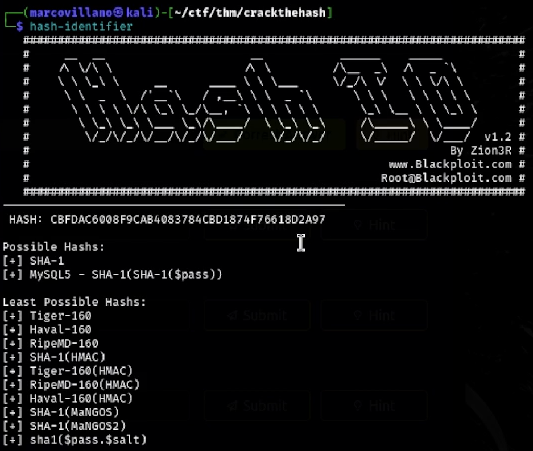 (marcovillano㉿kali)-[~/ctf/thm/crackthehash]
$ hash-identifier
Hash ID
v1.2
By Zion3R
www.Blackploit.com
Root@Blackploit.com
HASH: CBFDAC6008F9CAB4083784CBD1874F76618D2A97
Possible Hashs:
[+] SHA-1
[+] MySQL5 - SHA-1(SHA-1($pass))
Least Possible Hashs:
[+] Tiger-160
[+] Haval-160
[+] RipeMD-160
[+] SHA-1(HMAC)
[+] Tiger-160(HMAC)
[+] RipeMD-160(HMAC)
[+] Haval-160(HMAC)
[+] SHA-1(MaNGOS)
[+] SHA-1(MaNGOS2)
[+] sha1($pass.$salt)
Submit
Hint
Submit
Hint